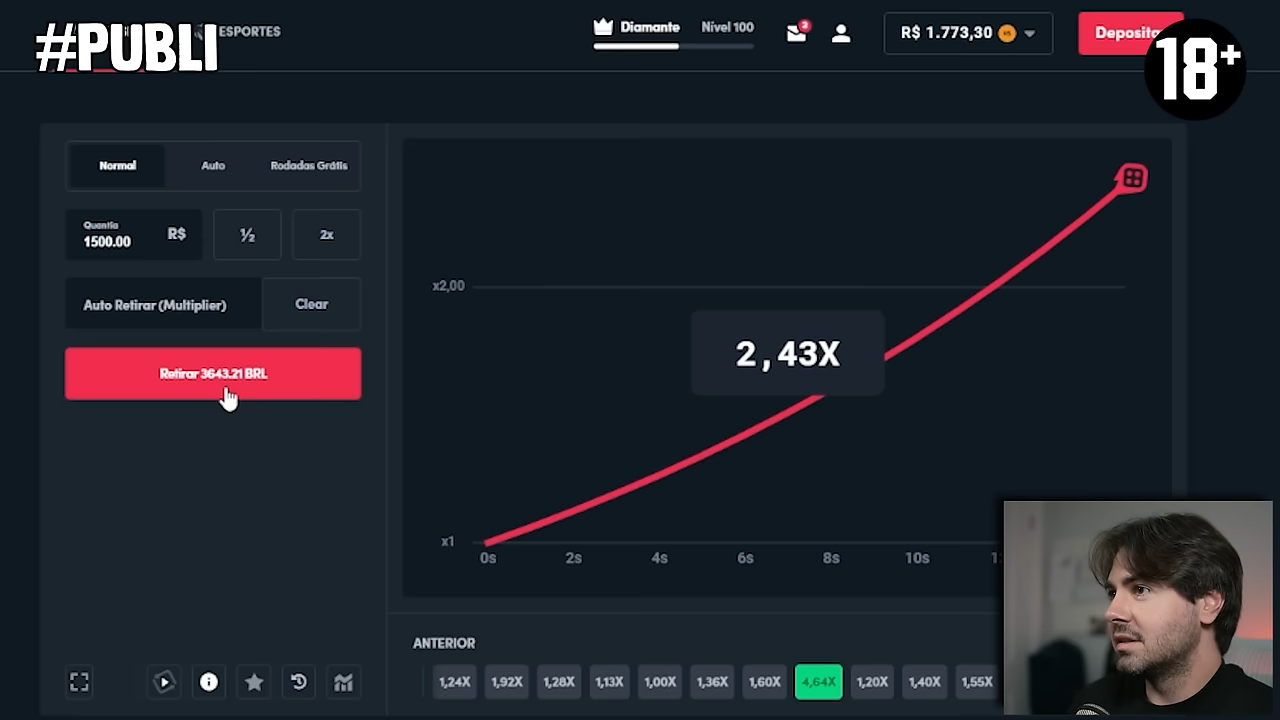 #PUBLI
ESPORTES
Diamante
Nível 100
3
R$ 1.773,30
R$
Deposita
18+
Normal
Auto
Rodadas Grátis
Quantia
1500.00
R$
½
2x
Auto Retirar (Multiplier)
Clear
Retirar 3643.21 BRL
x2,00
2,43X
x1
0s
2s
4s
6s
8s
10s
ANTERIOR
1,24X
1,92X
1,28X
1,13X
1,00X
1,36X
1,60X
4,64X
1,20X
1,40X
1,55X